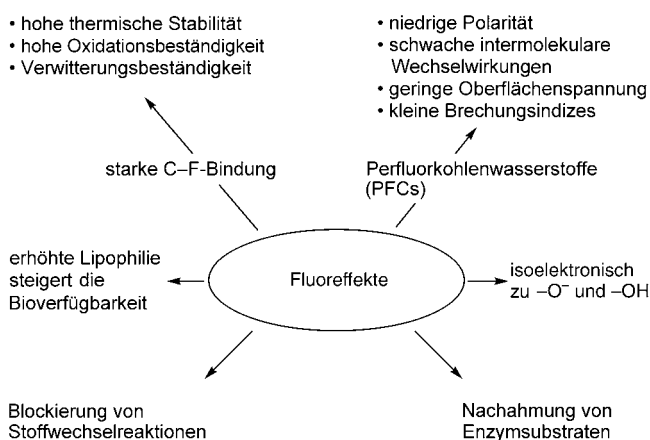 • hohe thermische Stabilität
• hohe Oxidationsbeständigkeit
• Verwitterungsbeständigkeit
• niedrige Polarität
• schwache intermolekulare
Wechselwirkungen
• geringe Oberflächenspannung
• kleine Brechungsindizes
starke C–F-Bindung
Perfluorkohlenwasserstoffe
(PFCs)
erhöhte Lipophilie
steigert die
Bioverfügbarkeit
Fluoreffekte
isoelektronisch
zu –O⁻ und –OH
Blockierung von
Stoffwechselreaktionen
Nachahmung von
Enzymsubstraten